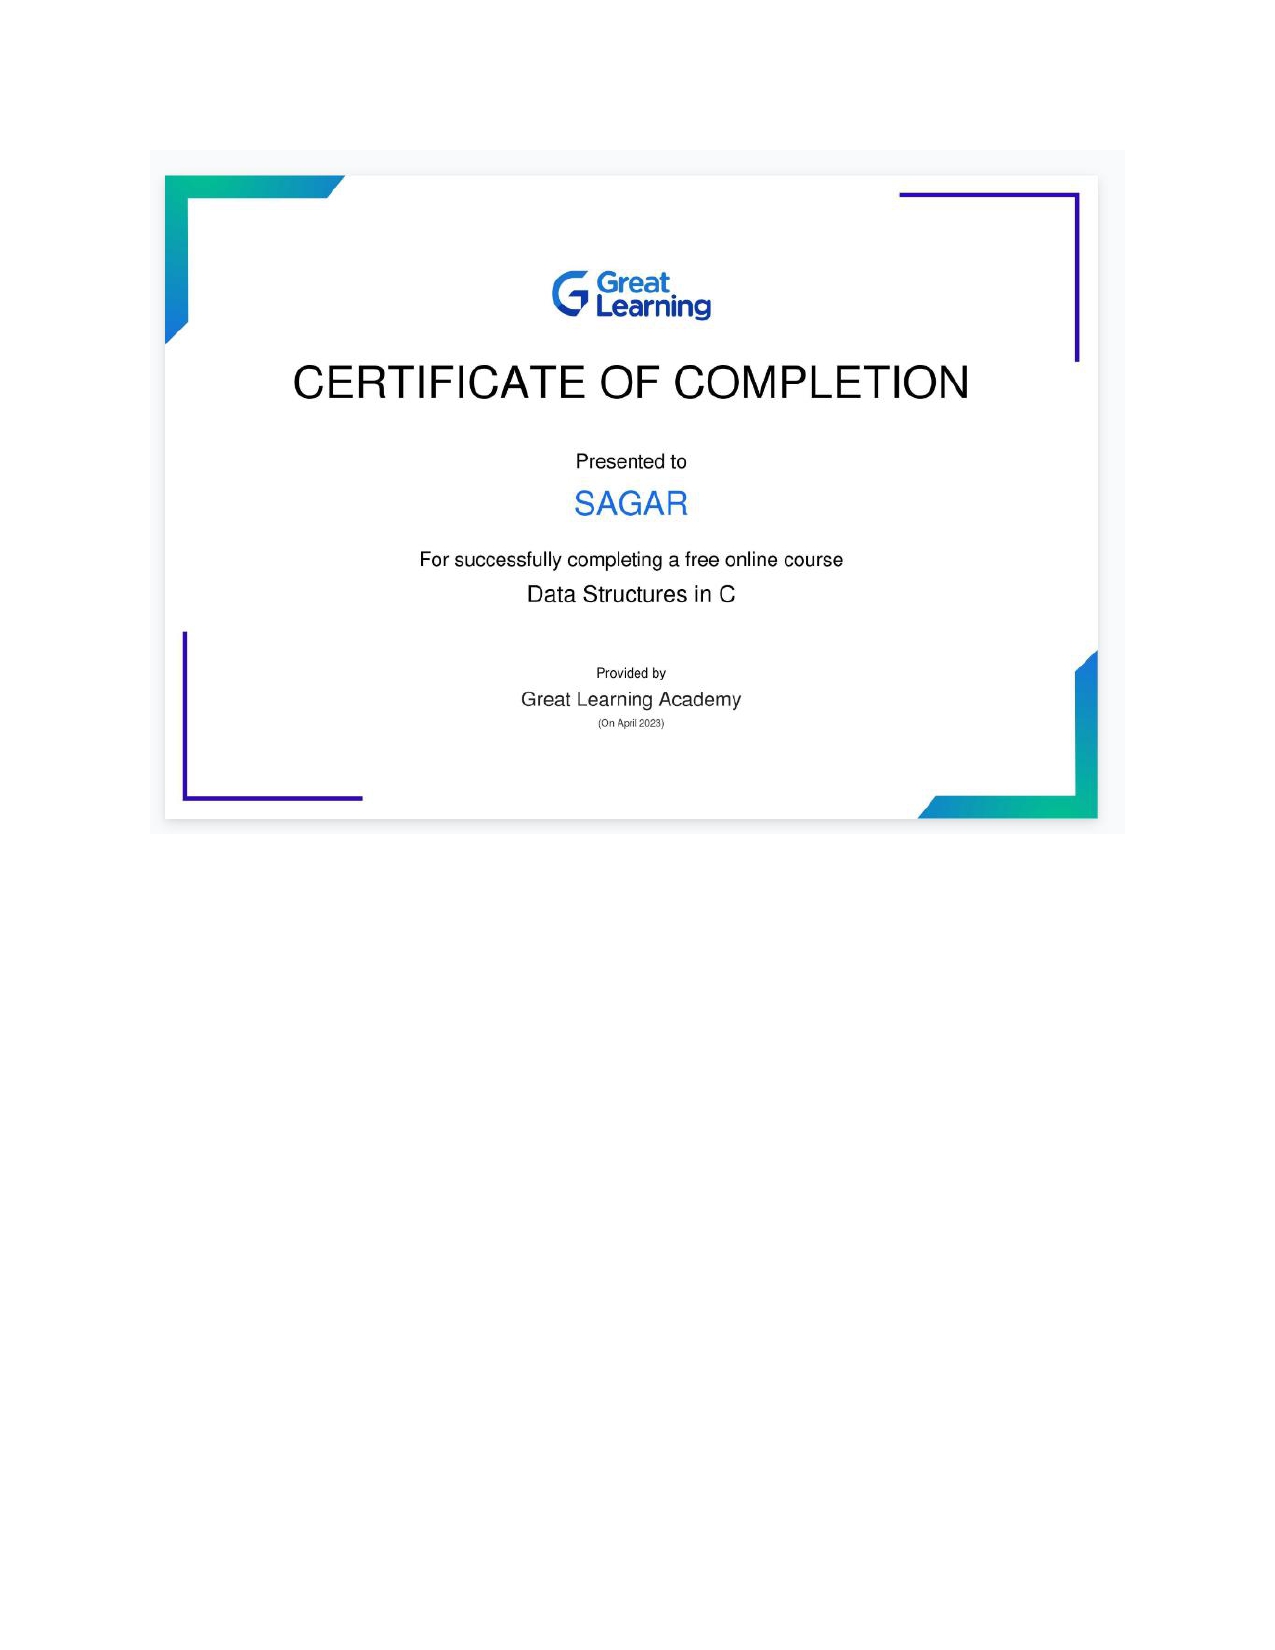 Great
Learning
CERTIFICATE OF COMPLETION
Presented to
SAGAR
For successfully completing a free online course
Data Structures in C
Provided by
Great Learning Academy
(On April 2023)